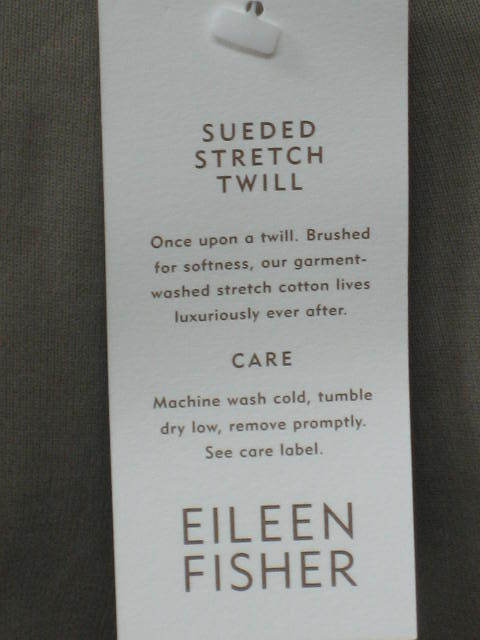 SUEDED
STRETCH
TWILL
Once upon a twill. Brushed
for softness, our garment-
washed stretch cotton lives
luxuriously ever after.
CARE
Machine wash cold, tumble
dry low, remove promptly.
See care label.
EILEEN
FISHER